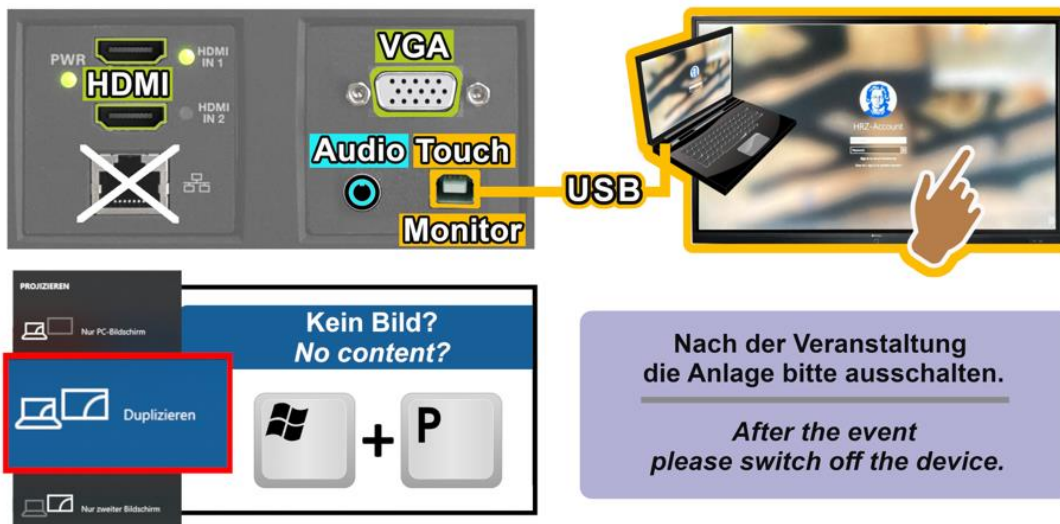 PWR
HDMI
HDMI
IN 1
HDMI
IN 2
VGA
Audio
Touch
Monitor
USB
HRZ-Account
PROJIZIEREN
Nur PC-Bildschirm
Duplizieren
Nur zweiter Bildschirm
Kein Bild?
No content?
+ P
Nach der Veranstaltung
die Anlage bitte ausschalten.
After the event
please switch off the device.